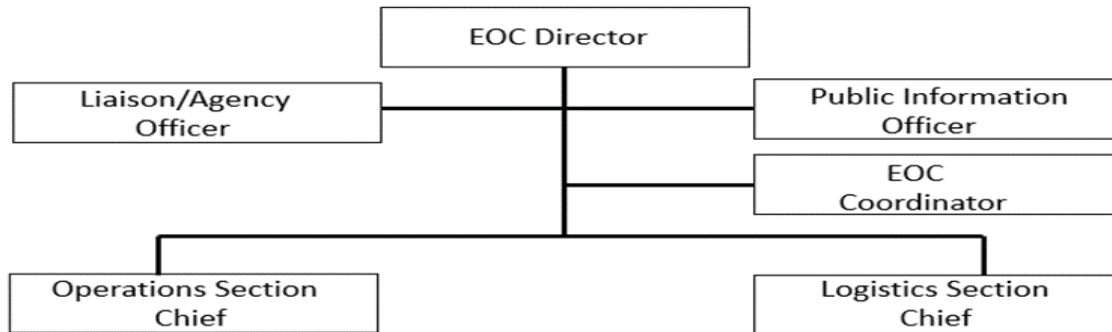 EOC Director
Liaison/Agency
Officer
Public Information
Officer
EOC
Coordinator
Operations Section
Chief
Logistics Section
Chief